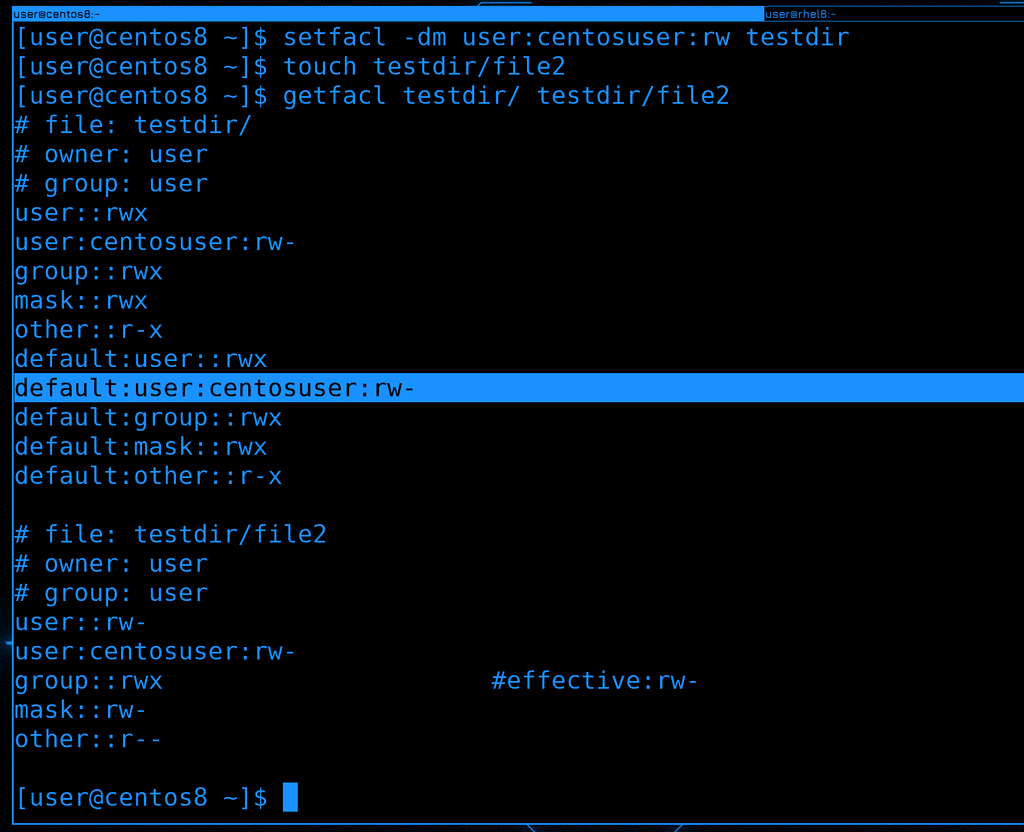 user@centos8:~ user@rhel8:~
[user@centos8 ~]$ setfacl -dm user:centosuser:rw testdir
[user@centos8 ~]$ touch testdir/file2
[user@centos8 ~]$ getfacl testdir/ testdir/file2
# file: testdir/
# owner: user
# group: user
user::rwx
user:centosuser:rw-
group::rwx
mask::rwx
other::r-x
default:user::rwx
default:user:centosuser:rw-
default:group::rwx
default:mask::rwx
default:other::r-x

# file: testdir/file2
# owner: user
# group: user
user::rw-
user:centosuser:rw-
group::rwx #effective:rw-
mask::rw-
other::r--

[user@centos8 ~]$